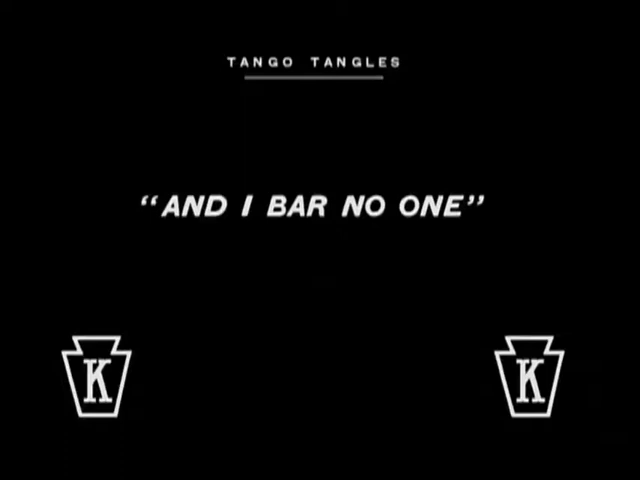 TANGO TANGLES
“AND I BAR NO ONE”
K K